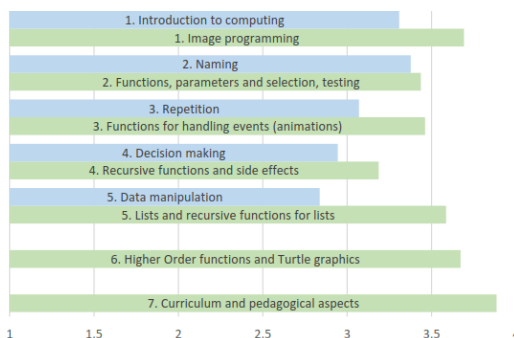 1. Introduction to computing
1. Image programming
2. Naming
2. Functions, parameters and selection, testing
3. Repetition
3. Functions for handling events (animations)
4. Decision making
4. Recursive functions and side effects
5. Data manipulation
5. Lists and recursive functions for lists
6. Higher Order functions and Turtle graphics
7. Curriculum and pedagogical aspects
1 1.5 2 2.5 3 3.5